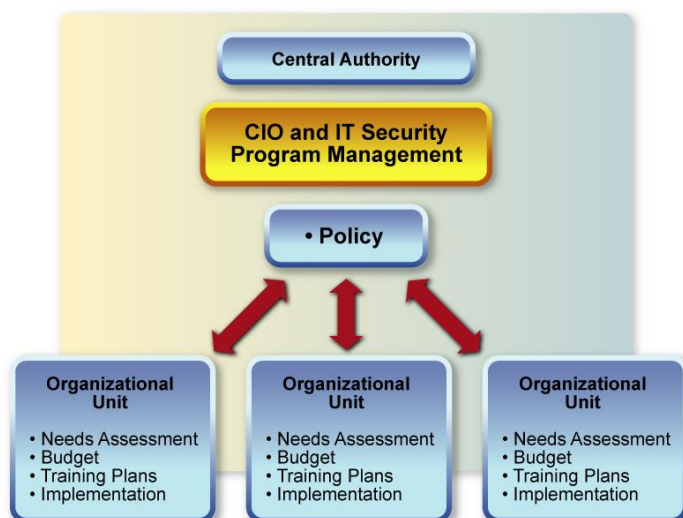 Central Authority
CIO and IT Security
Program Management
• Policy
Organizational
Unit
• Needs Assessment
• Budget
• Training Plans
• Implementation
Organizational
Unit
• Needs Assessment
• Budget
• Training Plans
• Implementation
Organizational
Unit
• Needs Assessment
• Budget
• Training Plans
• Implementation